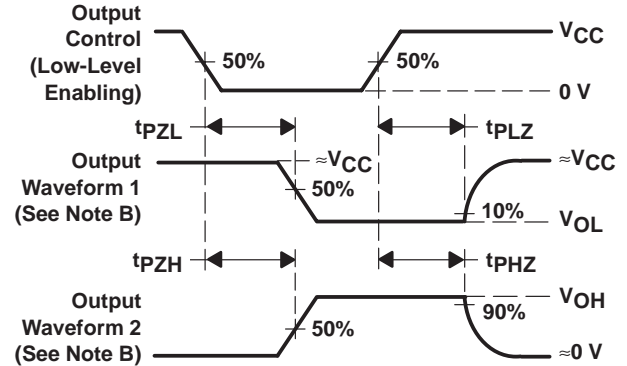 Output
Control
(Low-Level
Enabling)
50%
50%
VCC
0 V
tPZL
tPLZ
Output
Waveform 1
(See Note B)
≈VCC
50%
10%
≈VCC
VOL
tPZH
tPHZ
Output
Waveform 2
(See Note B)
50%
90%
VOH
≈0 V